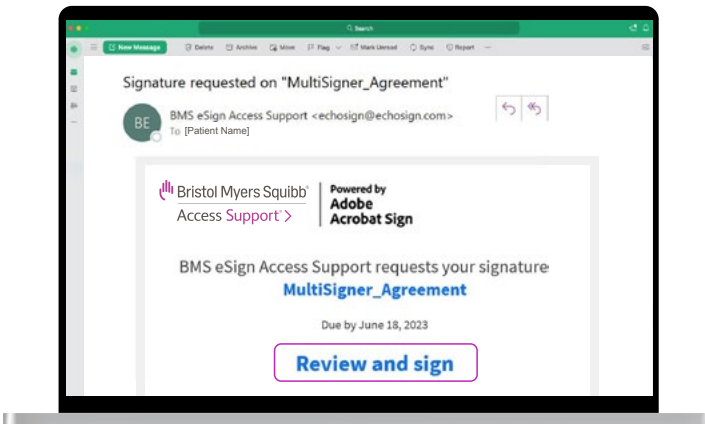 Search
New Message Delete Archive Move Flag Mark Unread Sync Report
Signature requested on "MultiSigner_Agreement"
BE
BMS eSign Access Support <echosign@echosign.com>
To [Patient Name]
Bristol Myers Squibb
Access Support
Powered by
Adobe
Acrobat Sign
BMS eSign Access Support requests your signature
MultiSigner_Agreement
Due by June 18, 2023
Review and sign